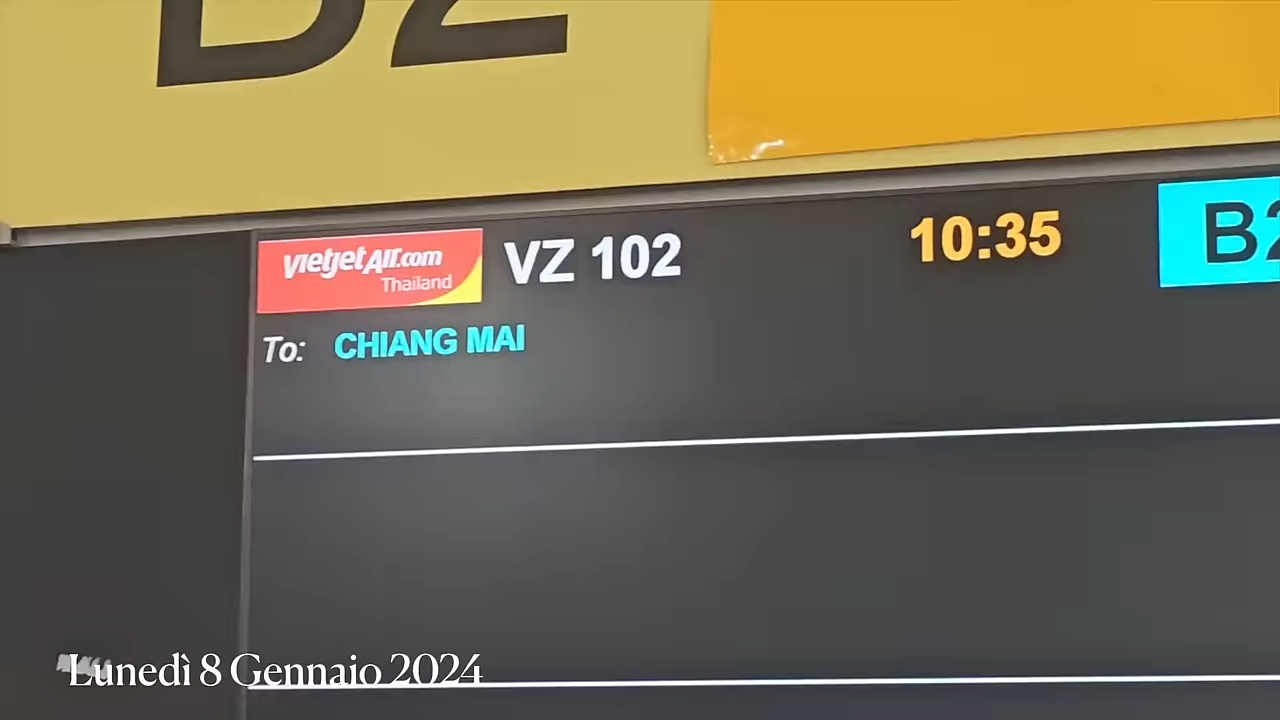 B2
vietjetAir.com
Thailand
VZ 102
10:35
B2
To: CHIANG MAI
Lunedì 8 Gennaio 2024